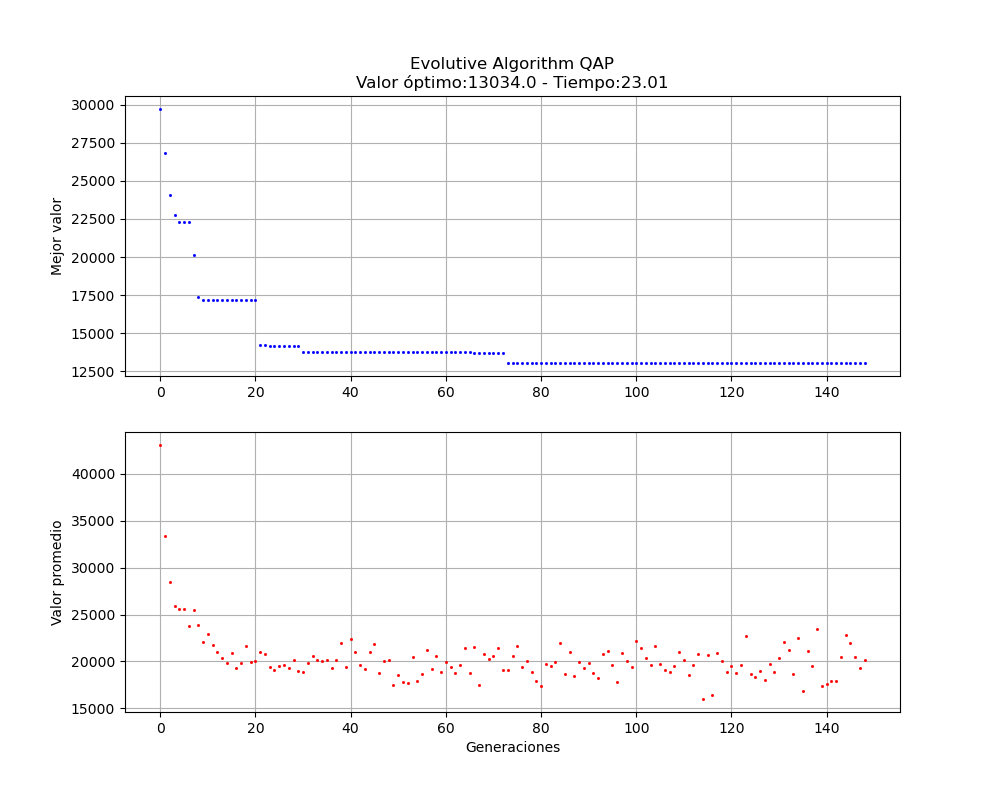 Evolutive Algorithm QAP
Valor óptimo:13034.0 - Tiempo:23.01
Mejor valor
30000
27500
25000
22500
20000
17500
15000
12500
0 20 40 60 80 100 120 140
Valor promedio
40000
35000
30000
25000
20000
15000
0 20 40 60 80 100 120 140
Generaciones